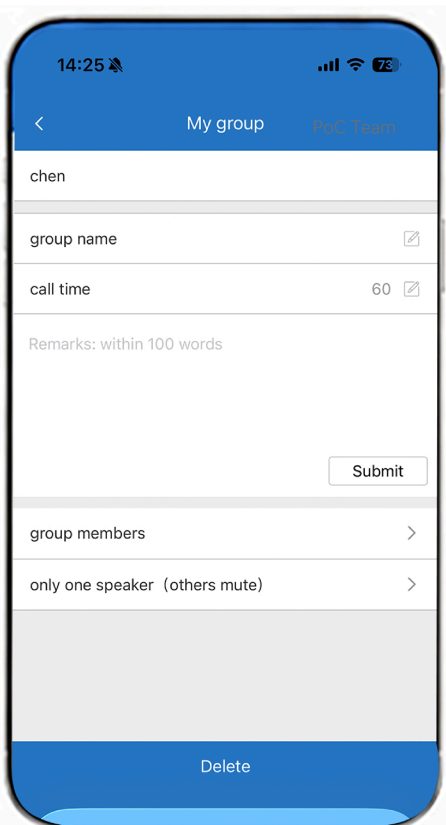 14:25
73
My group
PoC Team
chen
group name
call time 60
Remarks: within 100 words
Submit
group members
only one speaker（others mute）
Delete